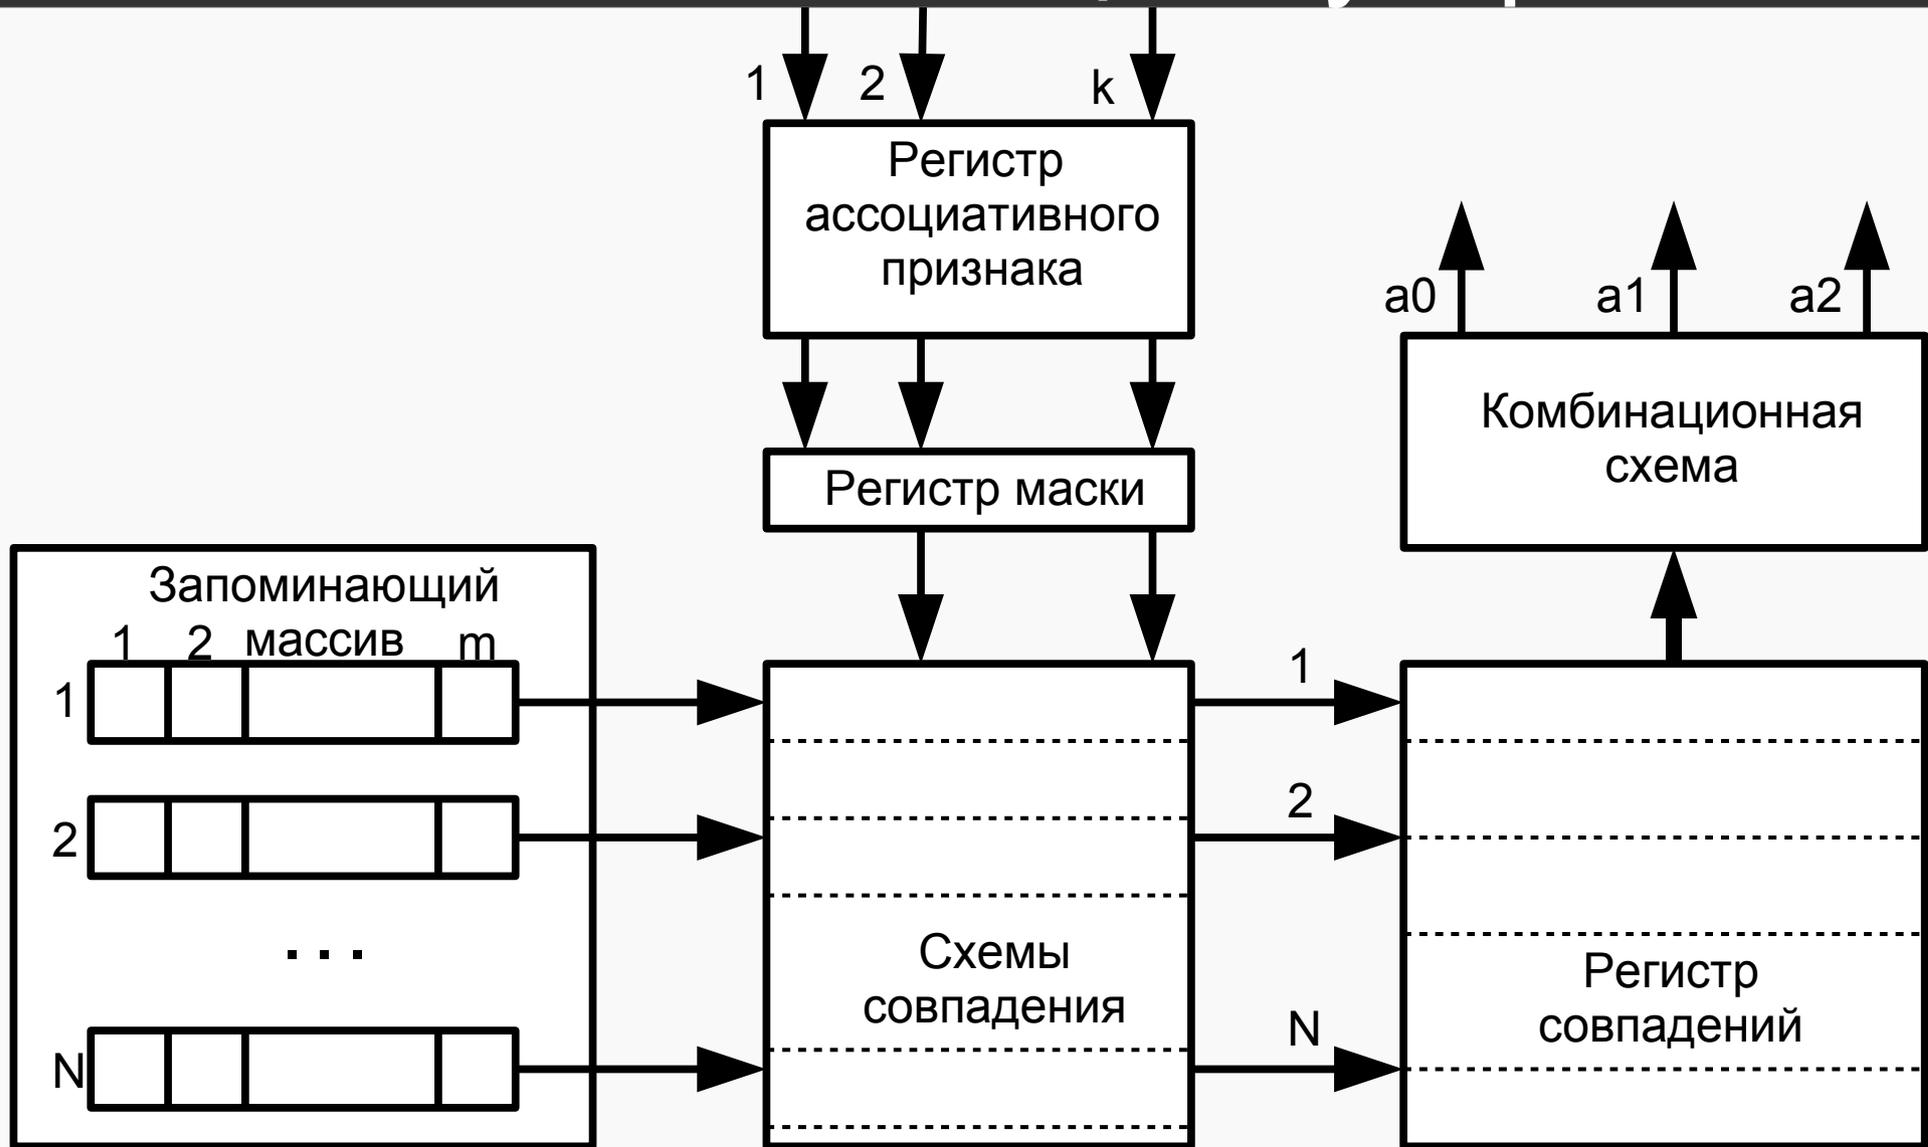 1 2 k
Регистр
ассоциативного
признака
a0 a1 a2
Комбинационная
схема
Регистр маски
Запоминающий
массив
1 2 m
1
2
...
N
1
2
N
Схемы
совпадения
Регистр
совпадений